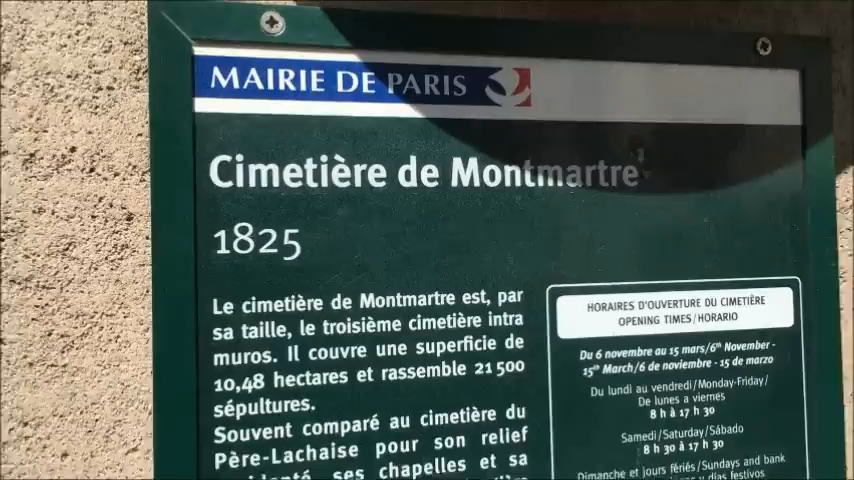 MAIRIE DE PARIS
Cimetière de Montmartre
1825
Le cimetière de Montmartre est, par
sa taille, le troisième cimetière intra
muros. Il couvre une superficie de
10,48 hectares et rassemble 21 500
sépultures.
Souvent comparé au cimetière du
Père-Lachaise pour son relief
ses chapelles et sa
HORAIRES D'OUVERTURE DU CIMETIÈRE
OPENING TIMES/HORARIO
Du 6 novembre au 15 mars/6th November -
15th March/6 de noviembre - 15 de marzo
Du lundi au vendredi/Monday-Friday/
De lunes a viernes
8 h à 17 h 30
Samedi/Saturday/Sábado
8 h 30 à 17 h 30
Dimanche et jours fériés/Sundays and bank
y días festivos